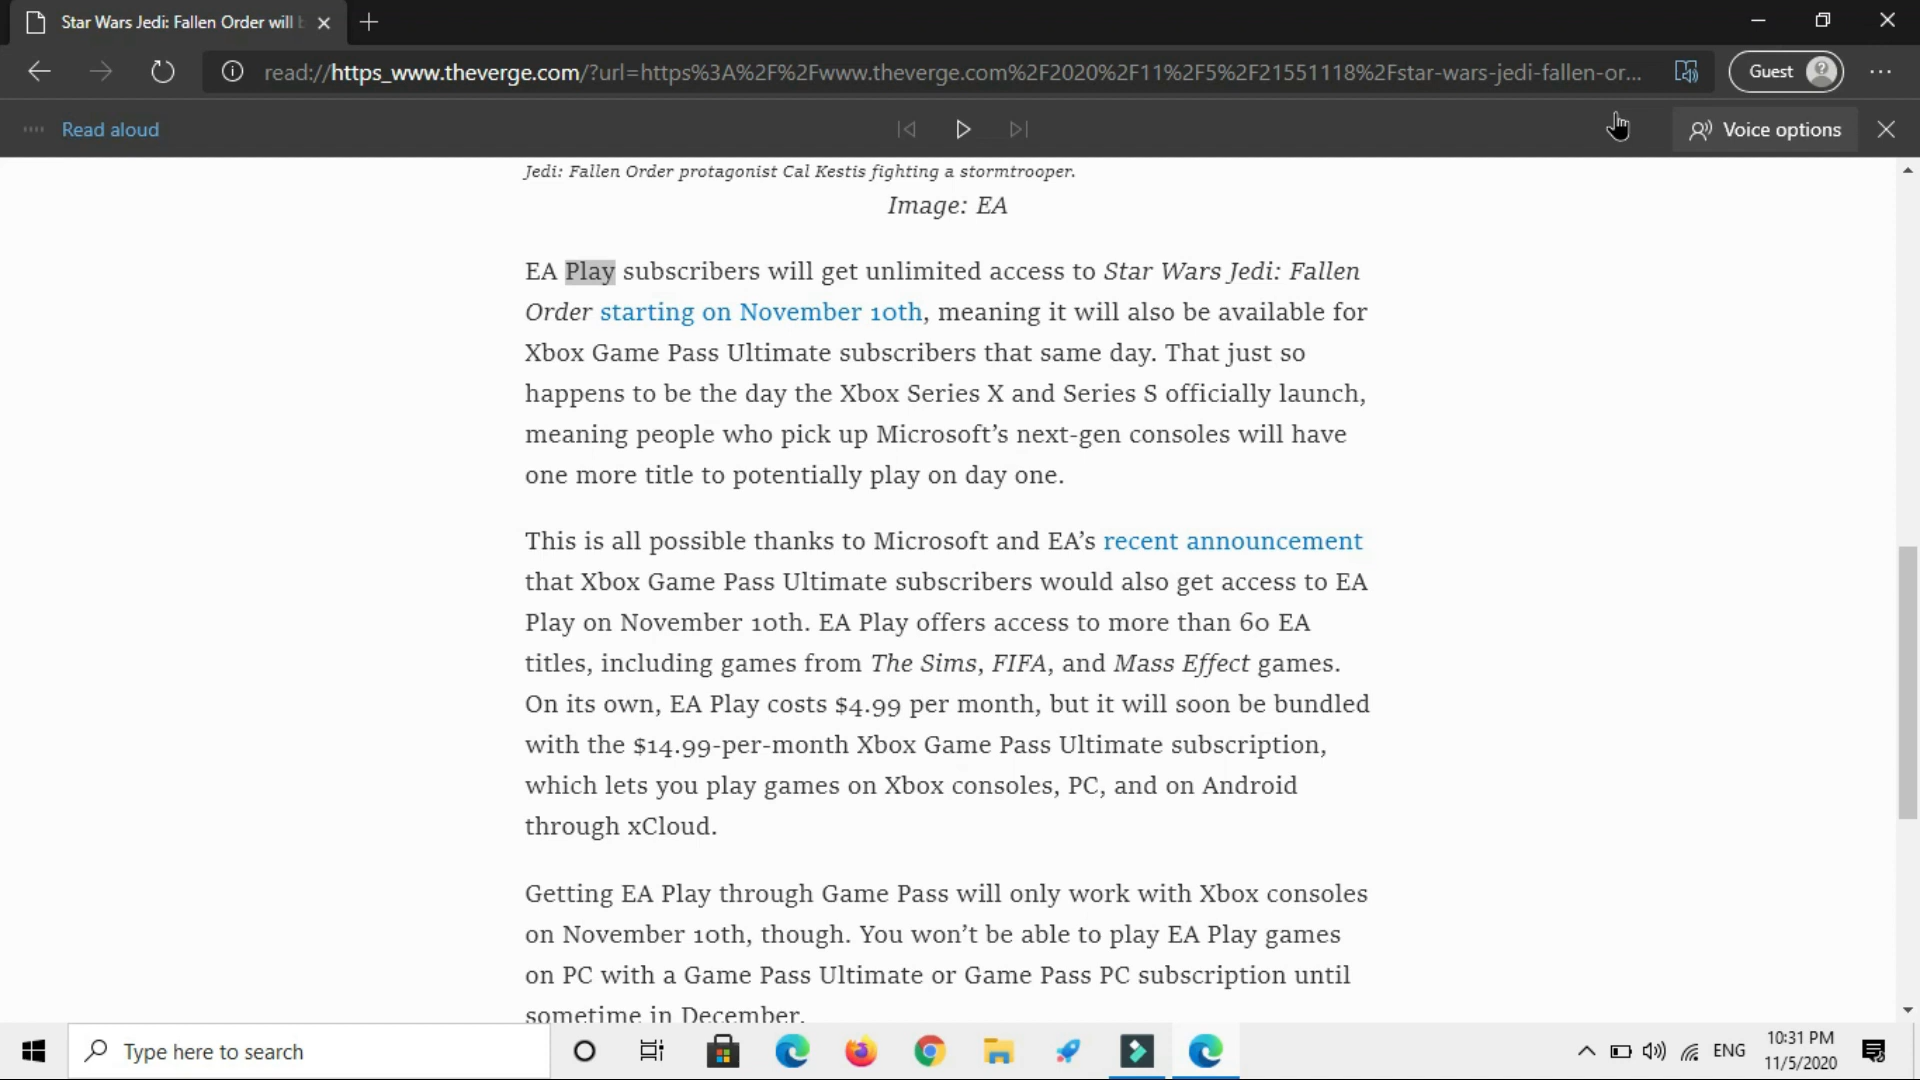 Star Wars Jedi: Fallen Order will
read://https_www.theverge.com/?url=https%3A%2F%2Fwww.theverge.com%2F2020%2F11%2F5%2F21551118%2Fstar-wars-jedi-fallen-or...
Guest
Read aloud
Voice options
Jedi: Fallen Order protagonist Cal Kestis fighting a stormtrooper.
Image: EA
EA Play subscribers will get unlimited access to Star Wars Jedi: Fallen
Order starting on November 10th, meaning it will also be available for
Xbox Game Pass Ultimate subscribers that same day. That just so
happens to be the day the Xbox Series X and Series S officially launch,
meaning people who pick up Microsoft's next-gen consoles will have
one more title to potentially play on day one.
This is all possible thanks to Microsoft and EA's recent announcement
that Xbox Game Pass Ultimate subscribers would also get access to EA
Play on November 10th. EA Play offers access to more than 60 EA
titles, including games from The Sims, FIFA, and Mass Effect games.
On its own, EA Play costs $4.99 per month, but it will soon be bundled
with the $14.99-per-month Xbox Game Pass Ultimate subscription,
which lets you play games on Xbox consoles, PC, and on Android
through xCloud.
Getting EA Play through Game Pass will only work with Xbox consoles
on November 10th, though. You won't be able to play EA Play games
on PC with a Game Pass Ultimate or Game Pass PC subscription until
sometime in December.
Type here to search
ENG
10:31 PM
11/5/2020